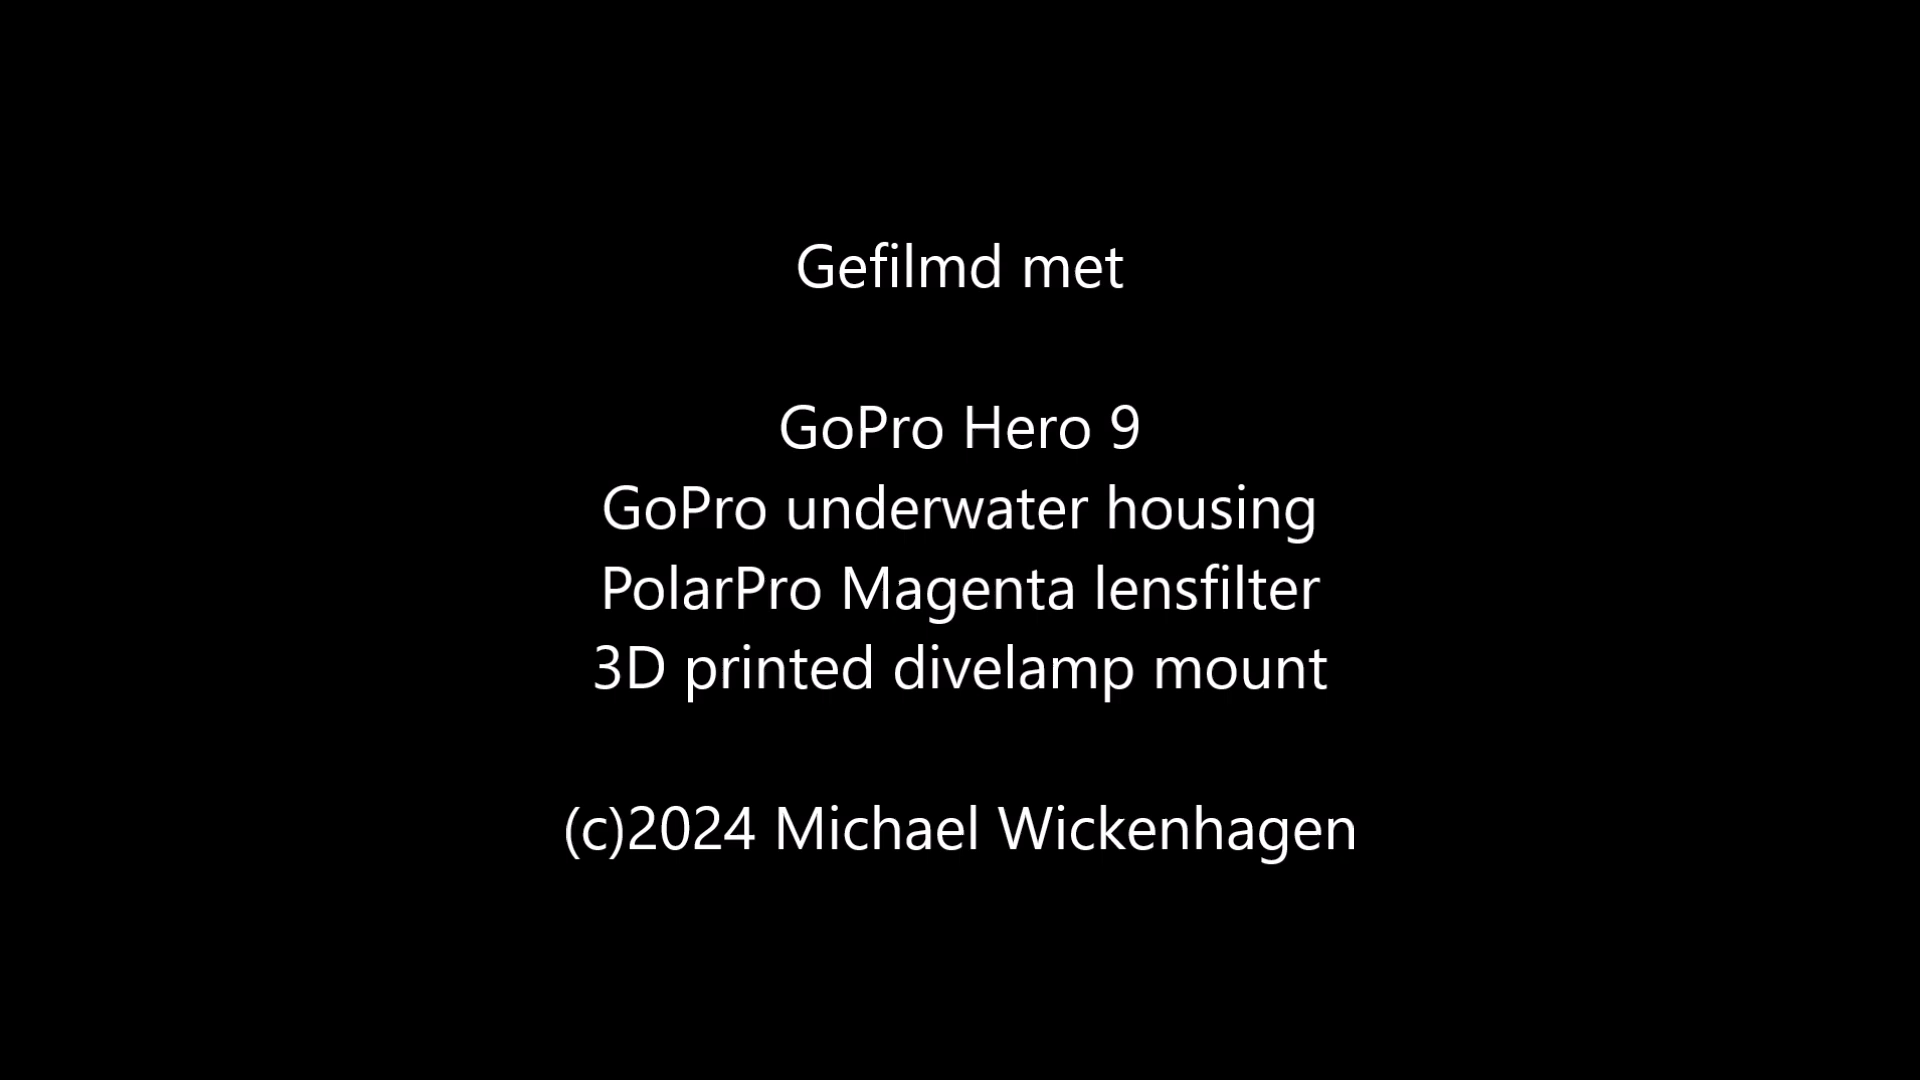 Gefilmd met
GoPro Hero 9
GoPro underwater housing
PolarPro Magenta lensfilter
3D printed divelamp mount
(c)2024 Michael Wickenhagen